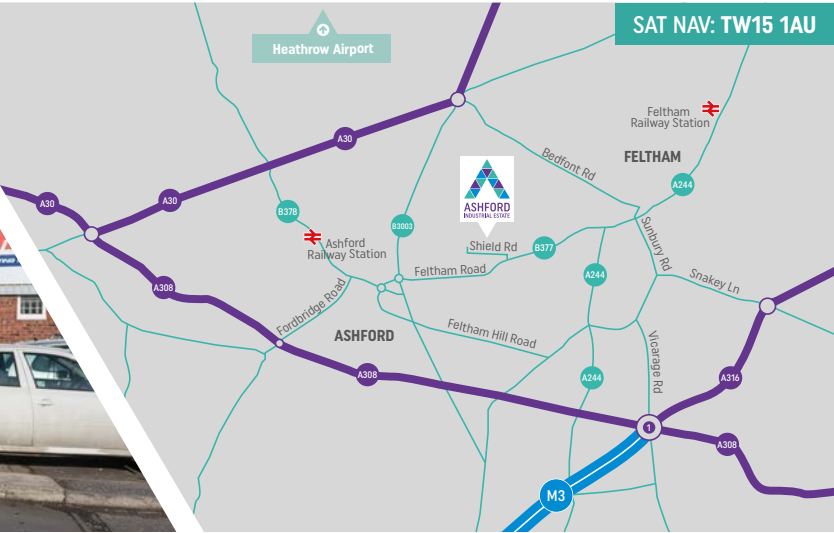 SAT NAV: TW15 1AU
Heathrow Airport
Feltham
Railway Station
FELTHAM
A30
Bedfont Rd
A244
A30
A30
ASHFORD
INDUSTRIAL ESTATE
B378
B3003
Ashford
Railway Station
Shield Rd
B377
Sunbury Rd
Feltham Road
A244
Snakey Ln
A308
Fordbridge Road
ASHFORD
Feltham Hill Road
Vicarage Rd
A308
A244
A316
1
A308
M3